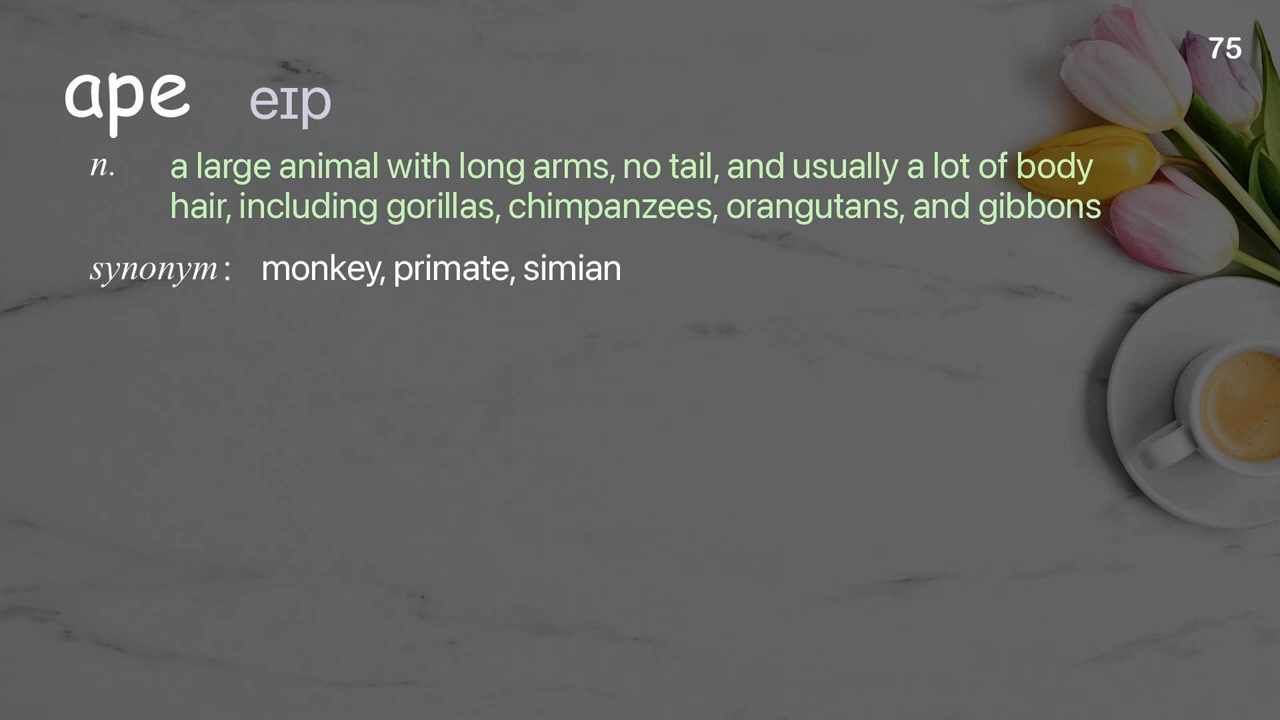 75
ape eɪp
n. a large animal with long arms, no tail, and usually a lot of body
hair, including gorillas, chimpanzees, orangutans, and gibbons
synonym: monkey, primate, simian